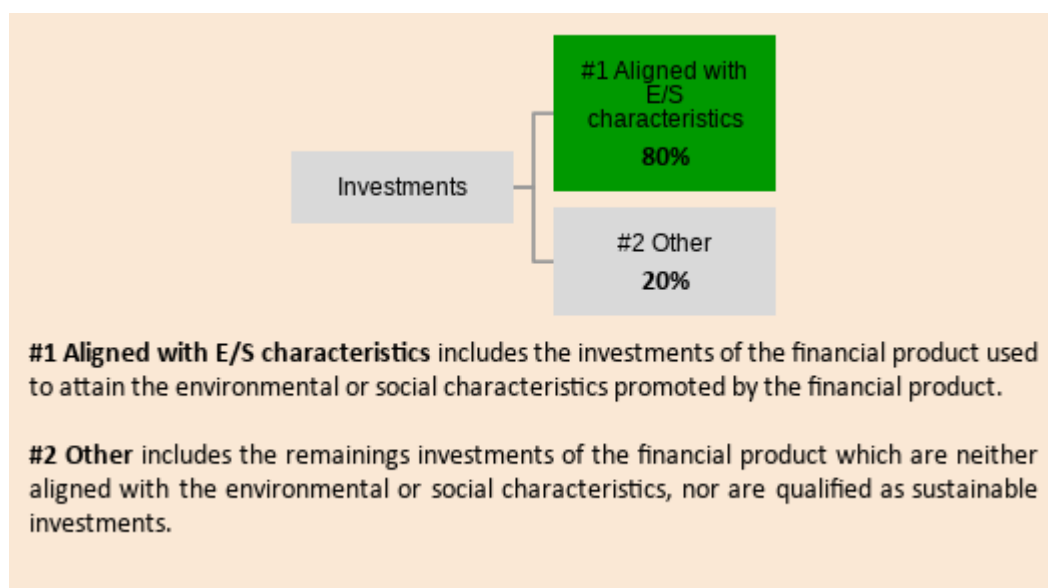 #1 Aligned with
E/S
characteristics
80%
Investments
#2 Other
20%
#1 Aligned with E/S characteristics includes the investments of the financial product used
to attain the environmental or social characteristics promoted by the financial product.
#2 Other includes the remainings investments of the financial product which are neither
aligned with the environmental or social characteristics, nor are qualified as sustainable
investments.